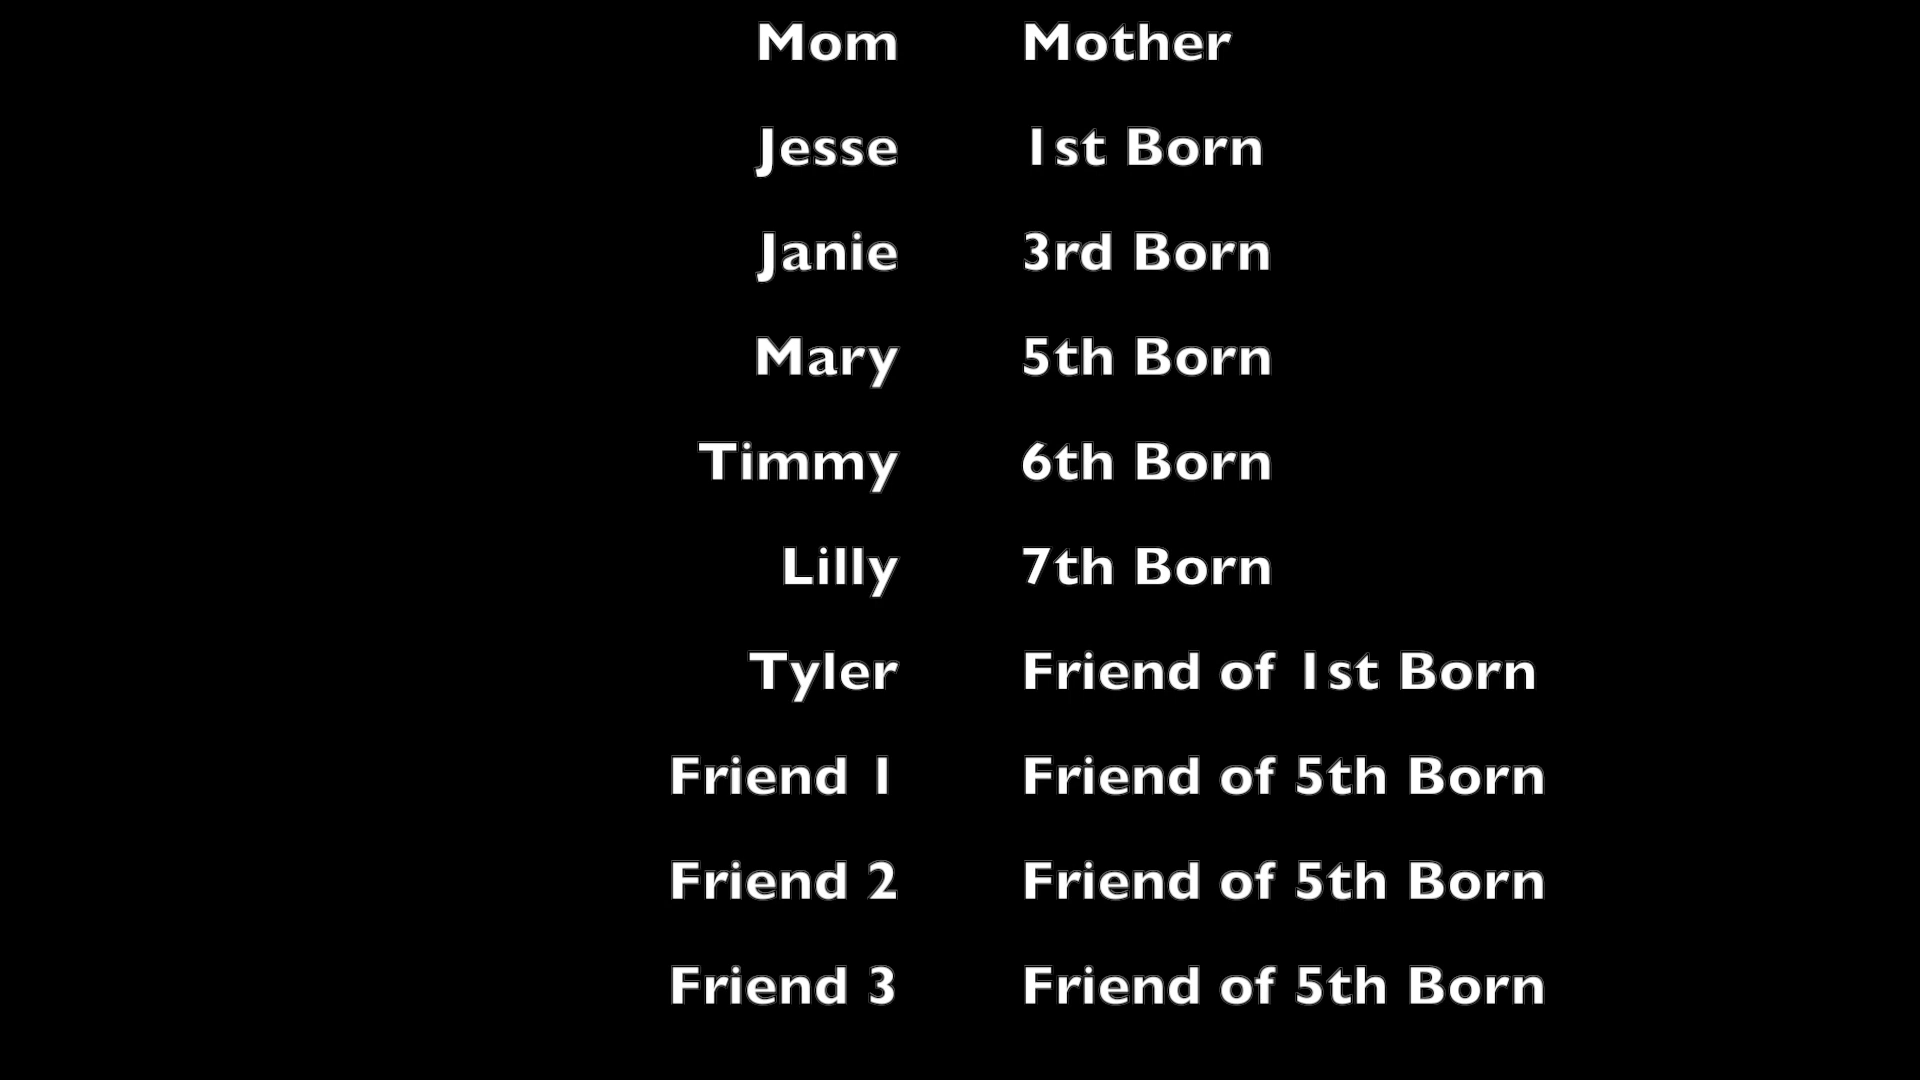 Mom Mother
Jesse 1st Born
Janie 3rd Born
Mary 5th Born
Timmy 6th Born
Lilly 7th Born
Tyler Friend of 1st Born
Friend 1 Friend of 5th Born
Friend 2 Friend of 5th Born
Friend 3 Friend of 5th Born